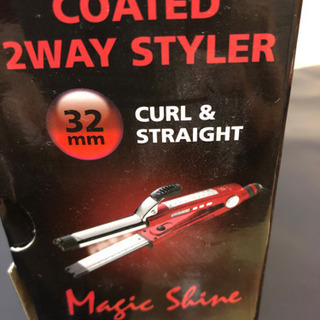 COATED
2WAY STYLER
32
mm
CURL &
STRAIGHT
Magic Shine